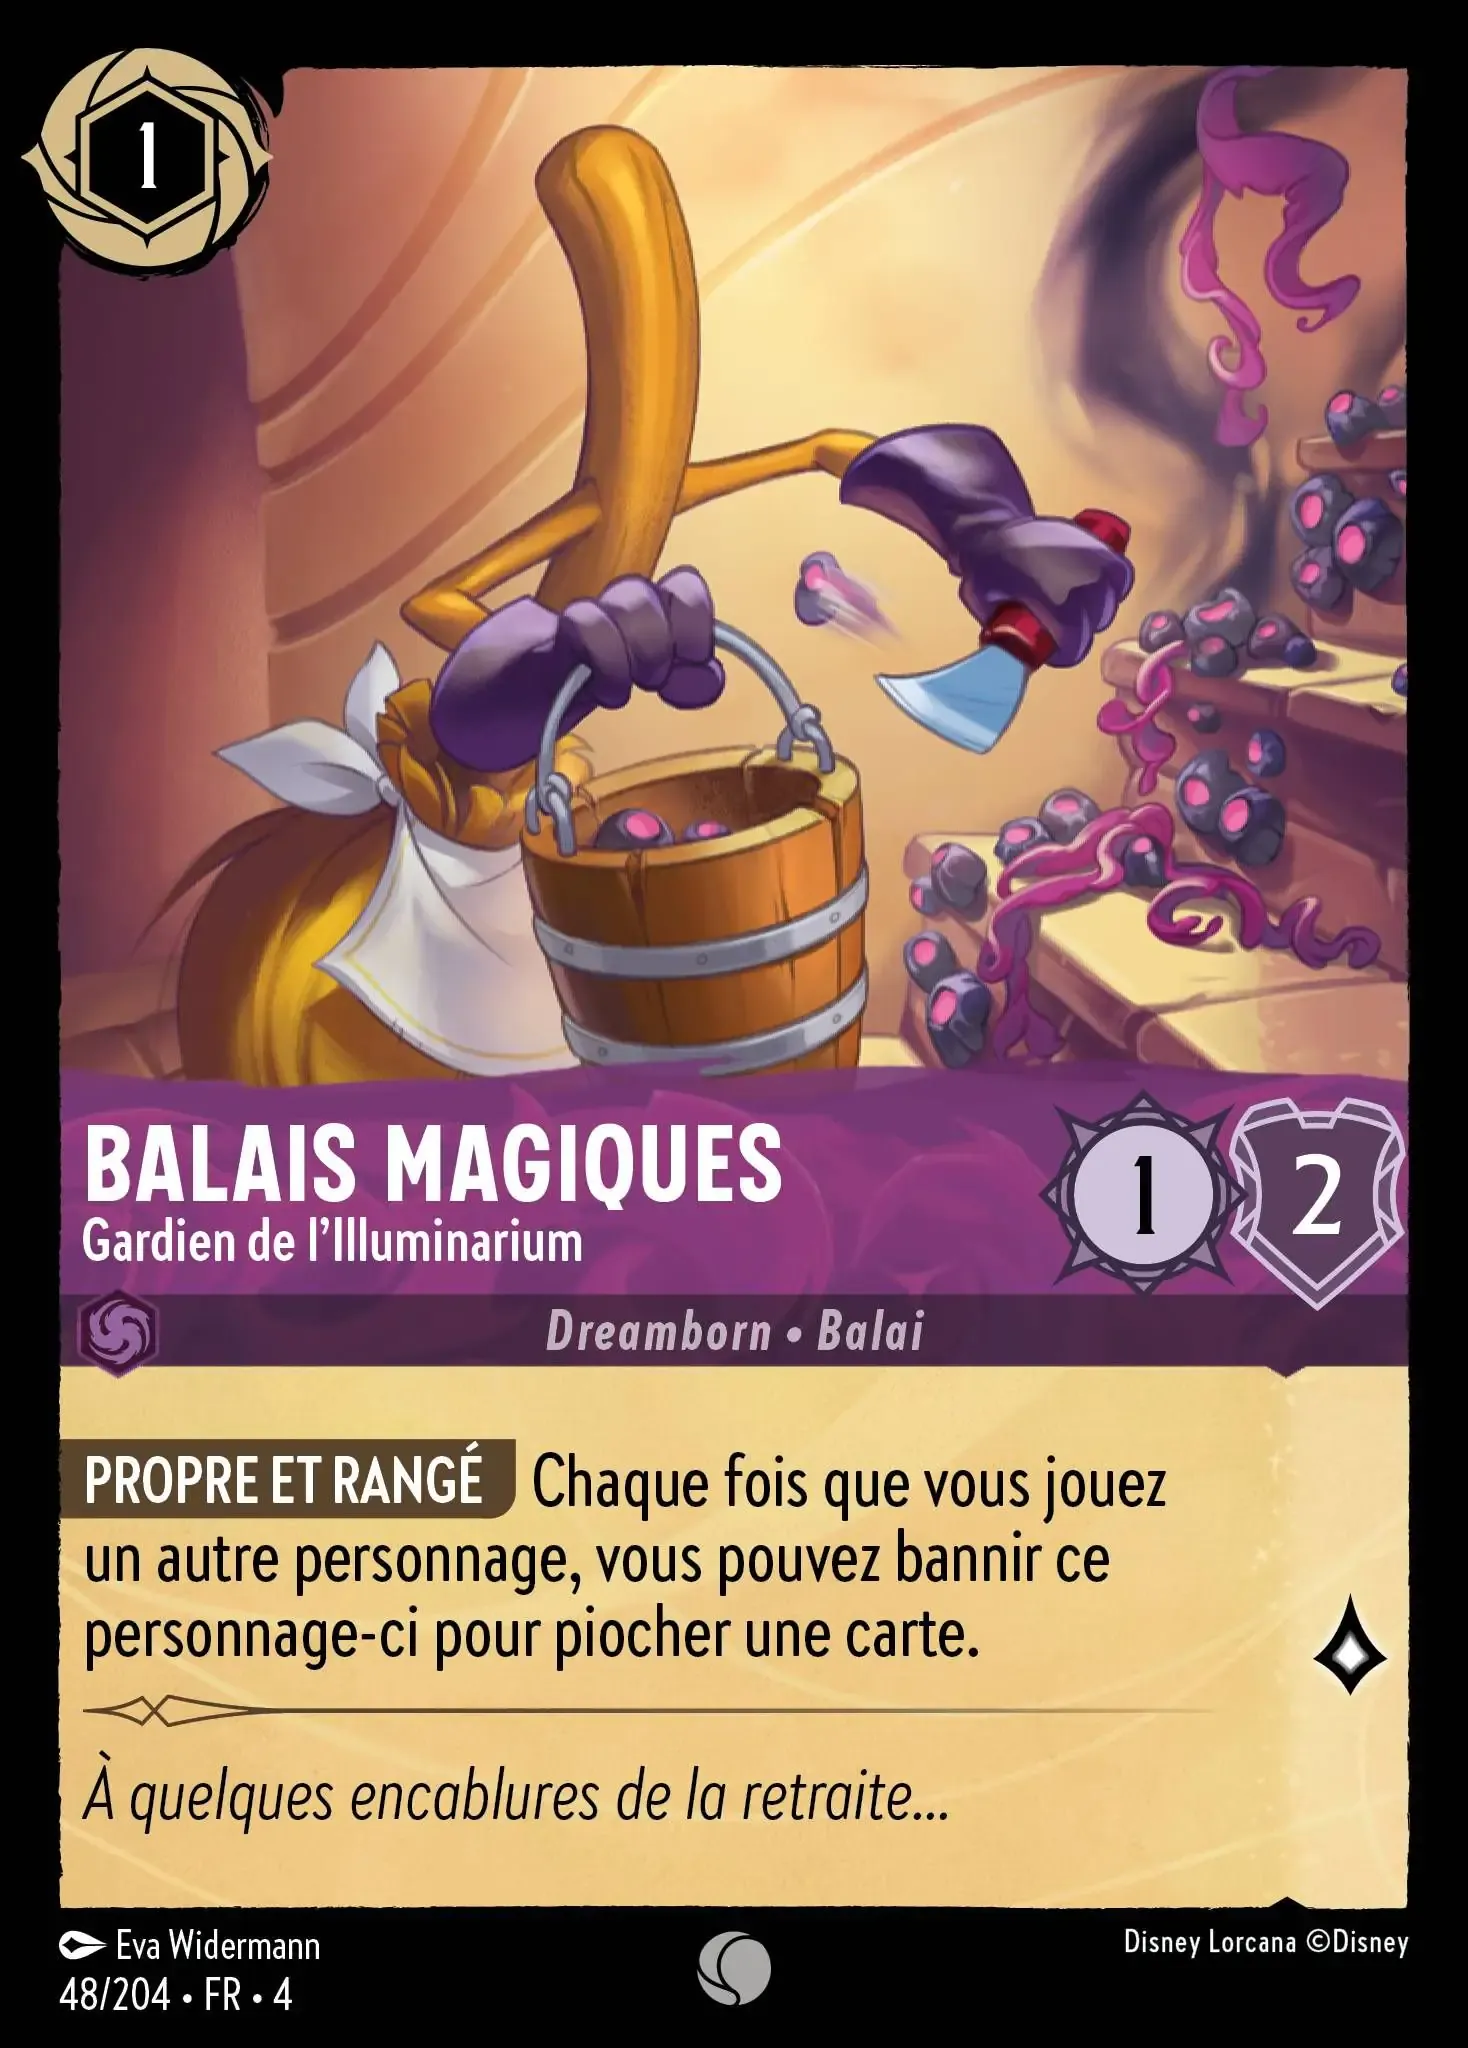 1
BALAIS MAGIQUES
Gardien de l’Illuminarium
1
2
Dreamborn • Balai
PROPRE ET RANGÉ Chaque fois que vous jouez
un autre personnage, vous pouvez bannir ce
personnage-ci pour piocher une carte.
À quelques encablures de la retraite...
Eva Widermann
Disney Lorcana ©Disney
48/204 • FR • 4